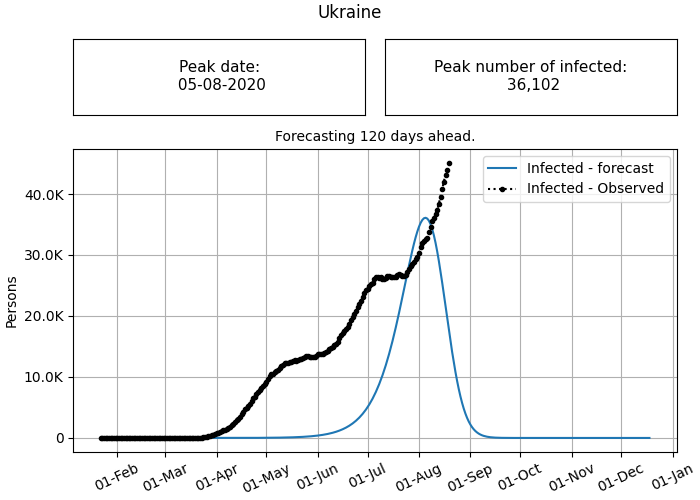 Ukraine
Peak date:
05-08-2020
Peak number of infected:
36,102
Forecasting 120 days ahead.
Infected - forecast
Infected - Observed
Persons
40.0K
30.0K
20.0K
10.0K
0
01-Feb
01-Mar
01-Apr
01-May
01-Jun
01-Jul
01-Aug
01-Sep
01-Oct
01-Nov
01-Dec
01-Jan